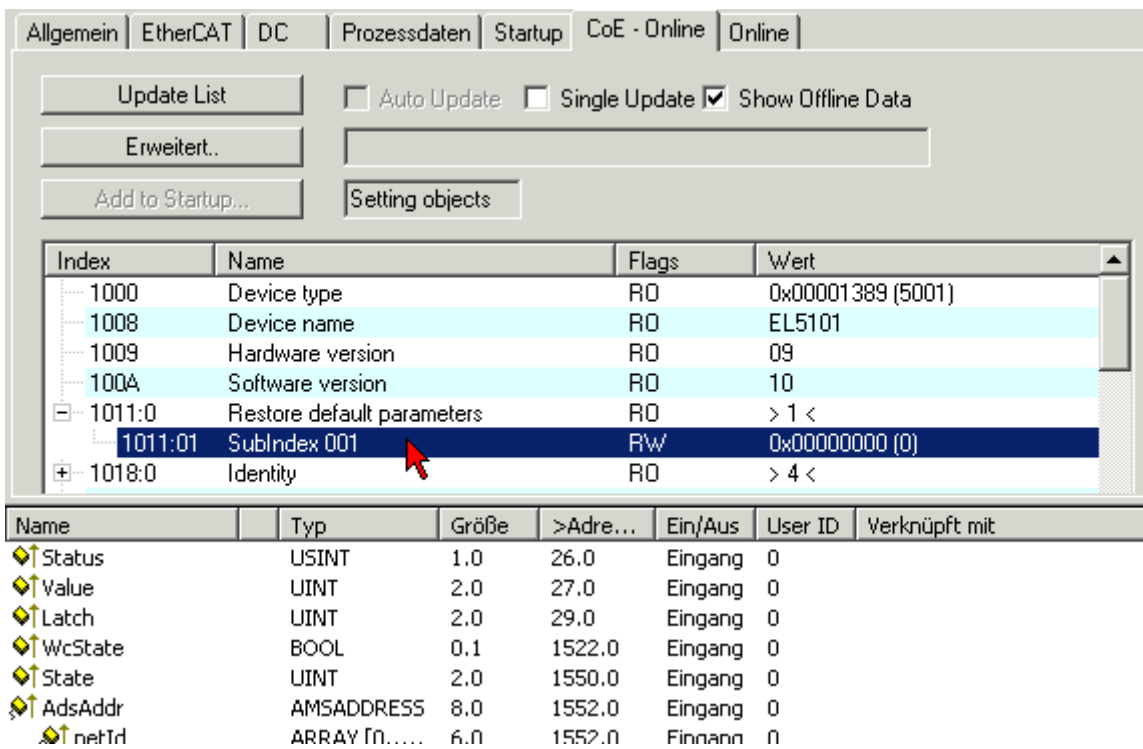 Allgemein EtherCAT DC Prozessdaten Startup CoE - Online Online
Update List Auto Update Single Update Show Offline Data
Erweitert..
Add to Startup... Setting objects
Index Name Flags Wert
1000 Device type RO 0x00001389 (5001)
1008 Device name RO EL5101
1009 Hardware version RO 09
100A Software version RO 10
1011:0 Restore default parameters RO > 1 <
1011:01 SubIndex 001 RW 0x00000000 (0)
1018:0 Identity RO > 4 <
Name Typ Größe >Adre... Ein/Aus User ID Verknüpft mit
Status USINT 1.0 26.0 Eingang 0
Value UINT 2.0 27.0 Eingang 0
Latch UINT 2.0 29.0 Eingang 0
WcState BOOL 0.1 1522.0 Eingang 0
State UINT 2.0 1550.0 Eingang 0
AdsAddr AMSADDRESS 8.0 1552.0 Eingang 0
netId ARRAY [0..... 6.0 1552.0 Eingang 0